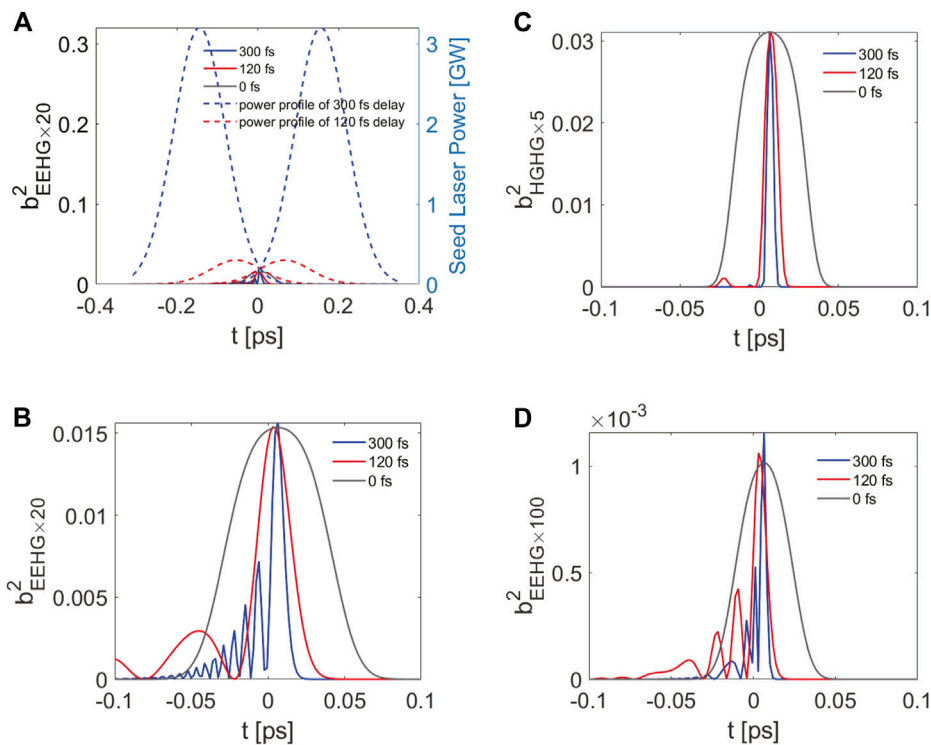 A
0.3
0.2
0.1
0
b²EEHG×20
300 fs
120 fs
0 fs
power profile of 300 fs delay
power profile of 120 fs delay
3
2
1
0
Seed Laser Power [GW]
-0.4 -0.2 0 0.2 0.4
t [ps]
C
0.03
0.02
0.01
0
b²HGHG×5
300 fs
120 fs
0 fs
-0.1 -0.05 0 0.05 0.1
t [ps]
B
0.015
0.01
0.005
0
b²EEHG×20
300 fs
120 fs
0 fs
-0.1 -0.05 0 0.05 0.1
t [ps]
D
×10⁻³
1
0.5
0
b²EEHG×100
300 fs
120 fs
0 fs
-0.1 -0.05 0 0.05 0.1
t [ps]